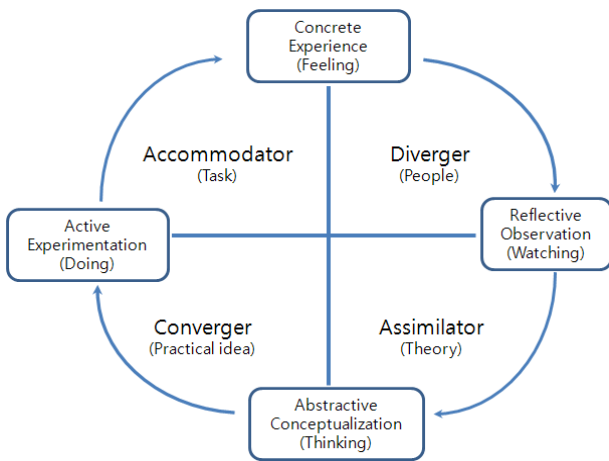 Concrete
Experience
(Feeling)
Accommodator
(Task)
Diverger
(People)
Active
Experimentation
(Doing)
Reflective
Observation
(Watching)
Converger
(Practical idea)
Assimilator
(Theory)
Abstractive
Conceptualization
(Thinking)